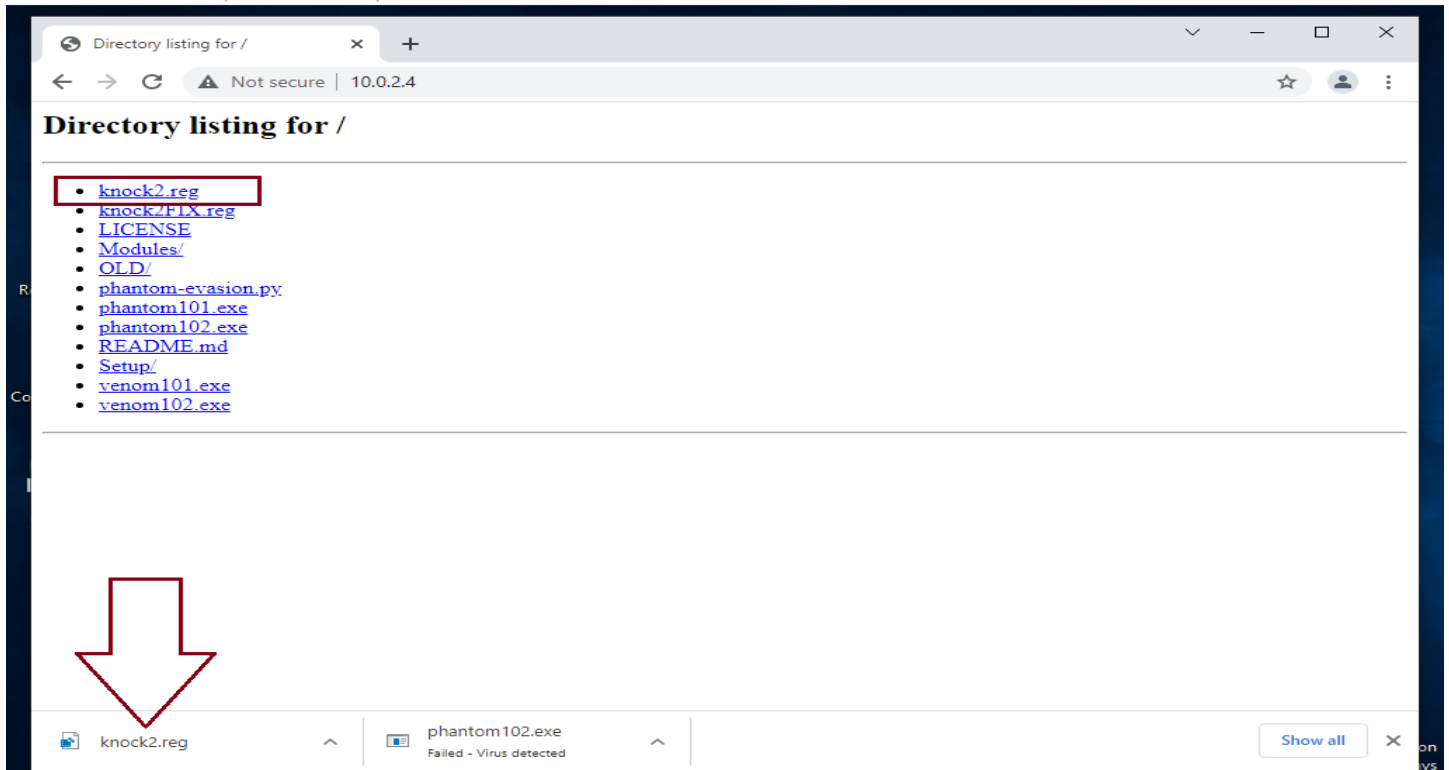 Directory listing for /
Not secure | 10.0.2.4
Directory listing for /
knock2.reg
knock2FIX.reg
LICENSE
Modules/
OLD/
phantom-evasion.py
phantom101.exe
phantom102.exe
README.md
Setup/
venom101.exe
venom102.exe
knock2.reg
phantom102.exe
Failed - Virus detected
Show all